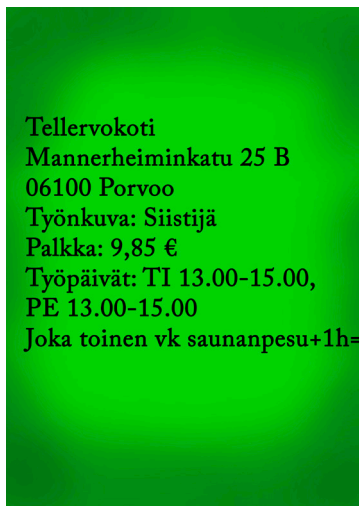 Tellervokoti
Mannerheiminkatu 25 B
06100 Porvoo
Työnkuva: Siistijä
Palkka: 9,85 €
Työpäivät: TI 13.00-15.00,
PE 13.00-15.00
Joka toinen vk saunanpesu+1h=